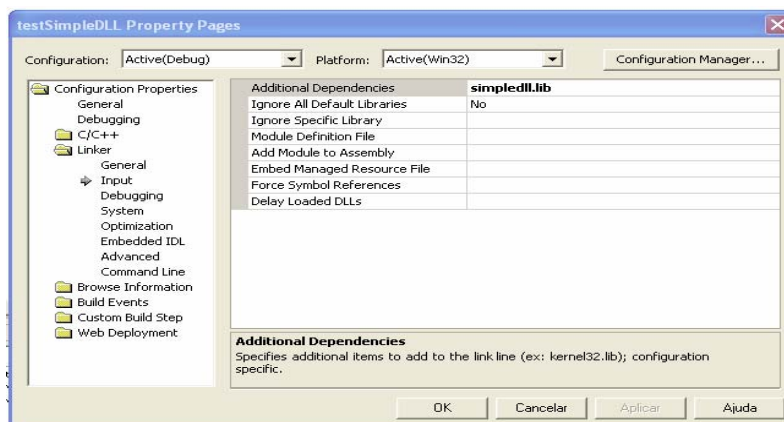 testSimpleDLL Property Pages
Configuration: Active(Debug) Platform: Active(Win32) Configuration Manager...
Configuration Properties
General
Debugging
C/C++
Linker
General
Input
Debugging
System
Optimization
Embedded IDL
Advanced
Command Line
Browse Information
Build Events
Custom Build Step
Web Deployment
Additional Dependencies simpledll.lib
Ignore All Default Libraries No
Ignore Specific Library
Module Definition File
Add Module to Assembly
Embed Managed Resource File
Force Symbol References
Delay Loaded DLLs
Additional Dependencies
Specifies additional items to add to the link line (ex: kernel32.lib); configuration
specific.
OK Cancelar Aplicar Ajuda